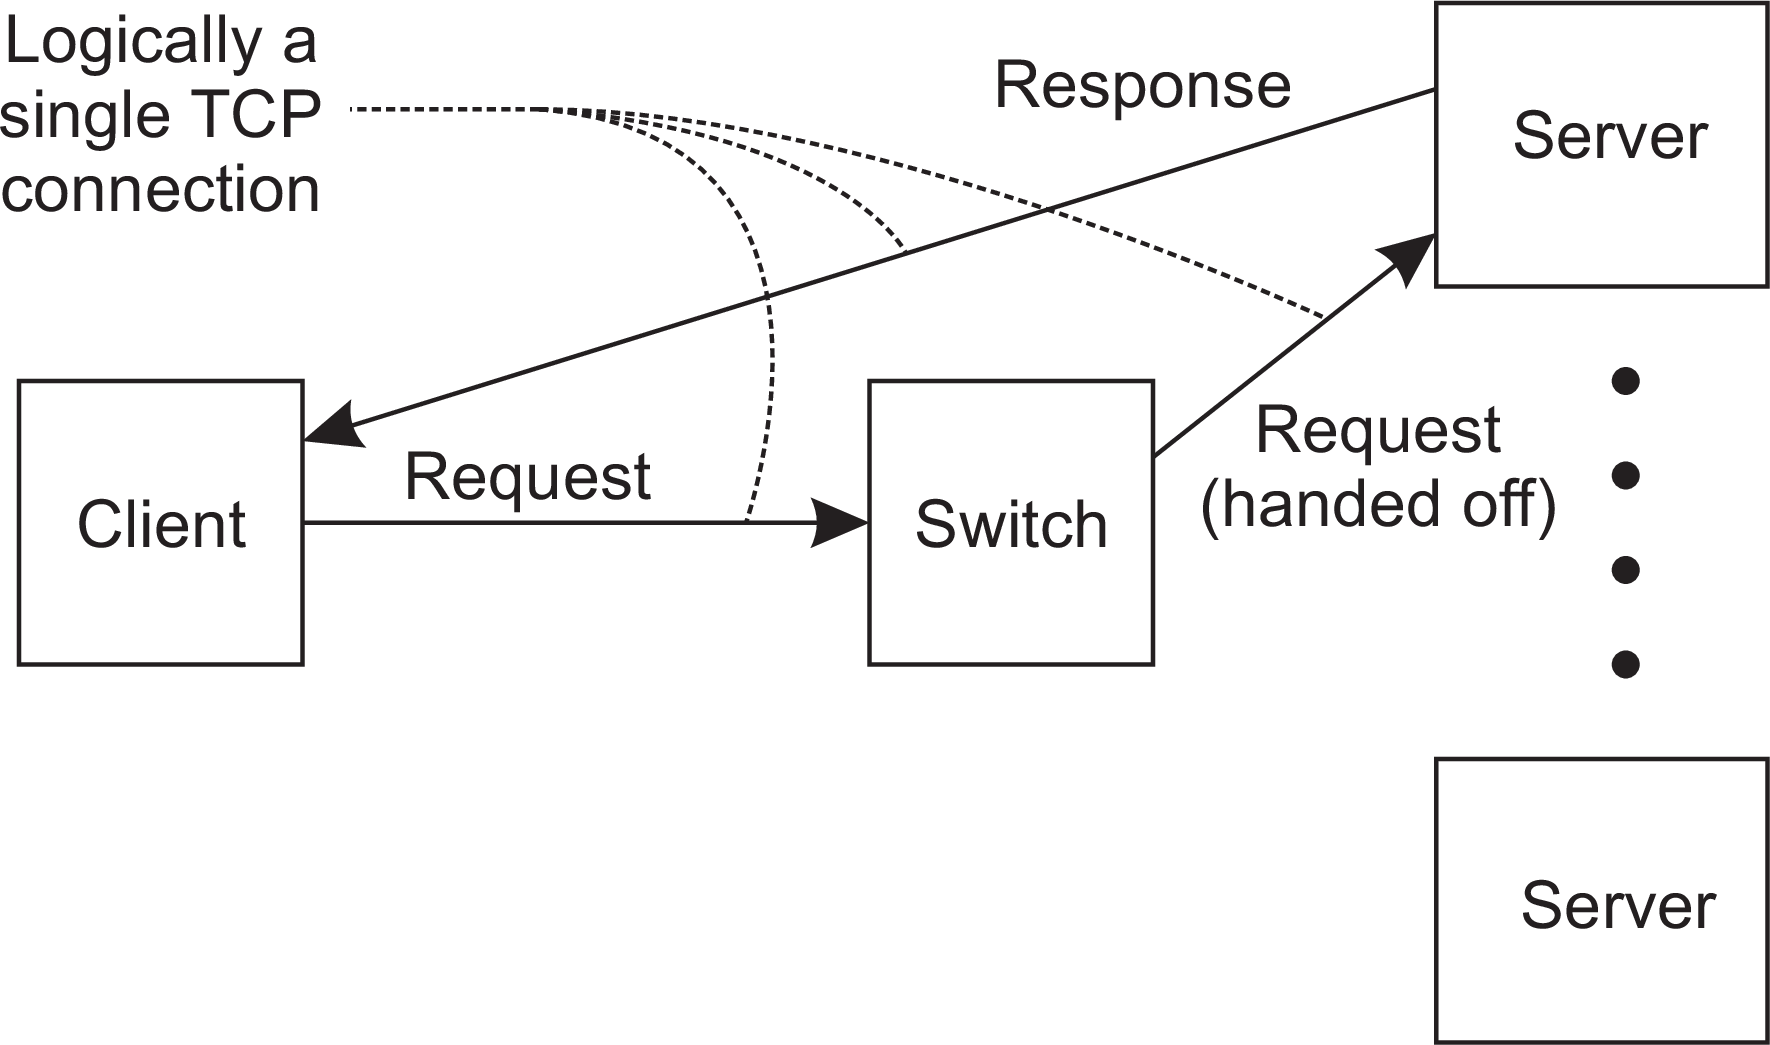 Logically a
single TCP
connection
Response
Server
Request
Client
Switch
Request
(handed off)
Server